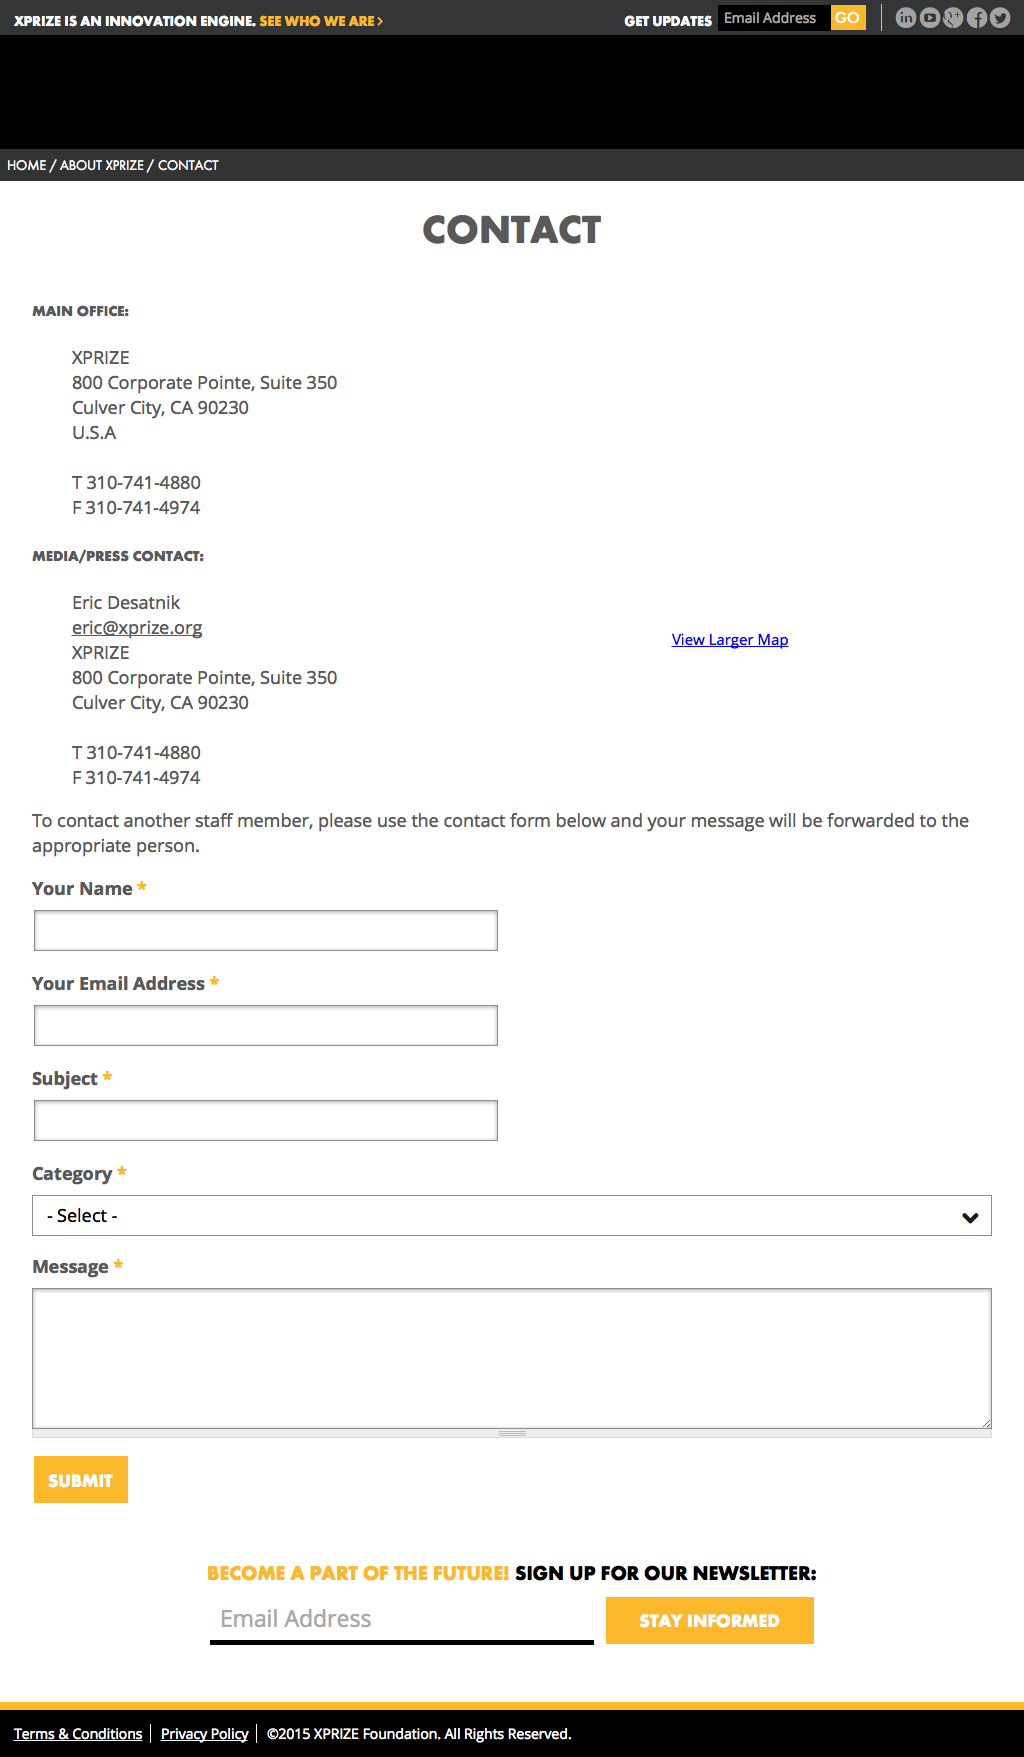 XPRIZE IS AN INNOVATION ENGINE. SEE WHO WE ARE >
GET UPDATES Email Address GO
HOME / ABOUT XPRIZE / CONTACT
CONTACT
MAIN OFFICE:
XPRIZE
800 Corporate Pointe, Suite 350
Culver City, CA 90230
U.S.A
T 310-741-4880
F 310-741-4974
MEDIA/PRESS CONTACT:
Eric Desatnik
eric@xprize.org
XPRIZE
800 Corporate Pointe, Suite 350
Culver City, CA 90230
T 310-741-4880
F 310-741-4974
View Larger Map
To contact another staff member, please use the contact form below and your message will be forwarded to the
appropriate person.
Your Name *
Your Email Address *
Subject *
Category *
- Select -
Message *
SUBMIT
BECOME A PART OF THE FUTURE! SIGN UP FOR OUR NEWSLETTER:
Email Address
STAY INFORMED
Terms & Conditions | Privacy Policy | ©2015 XPRIZE Foundation. All Rights Reserved.